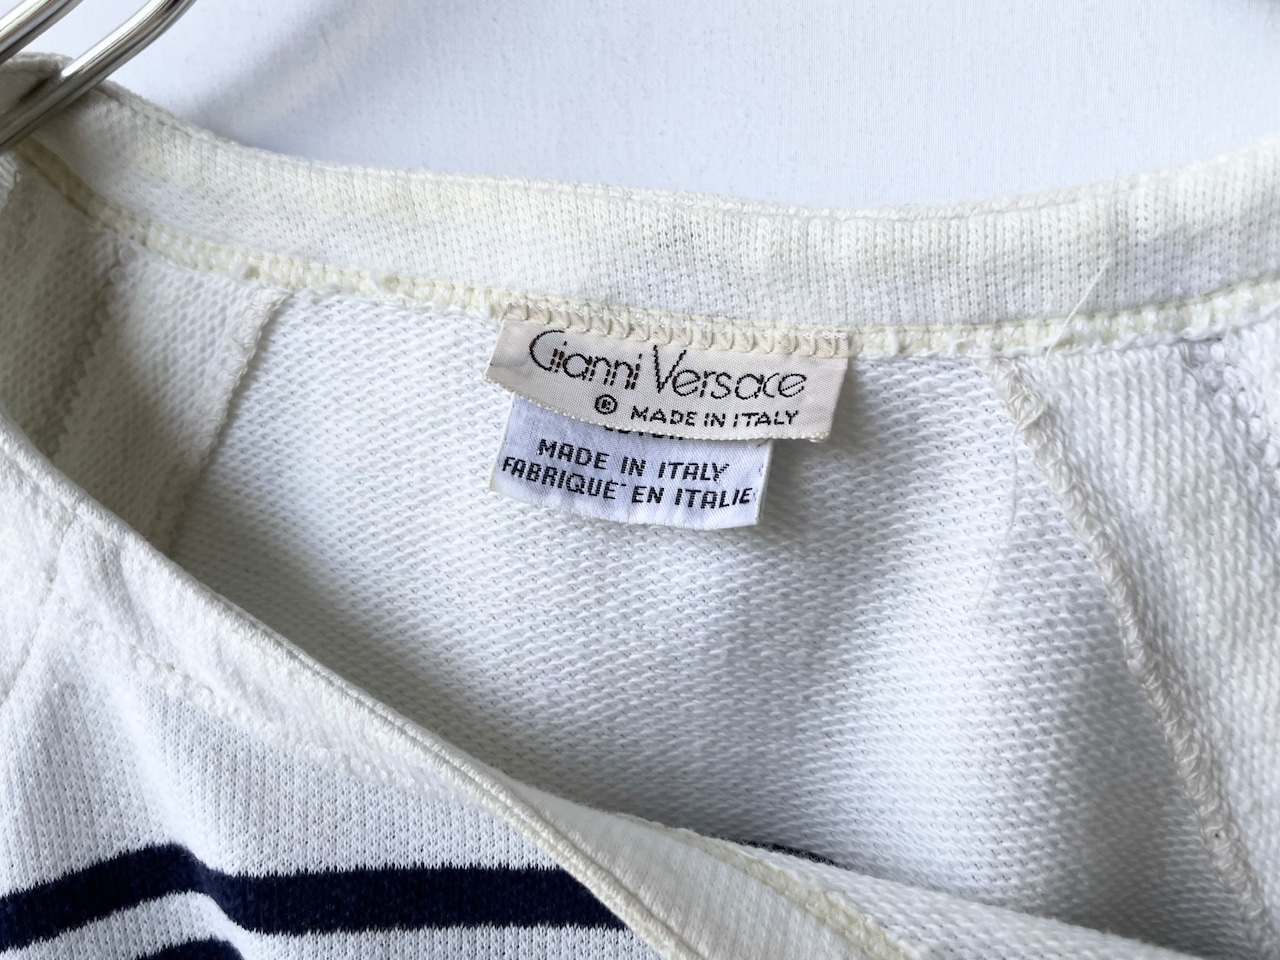 Gianni Versace
® MADE IN ITALY
MADE IN ITALY
FABRIQUE EN ITALIE